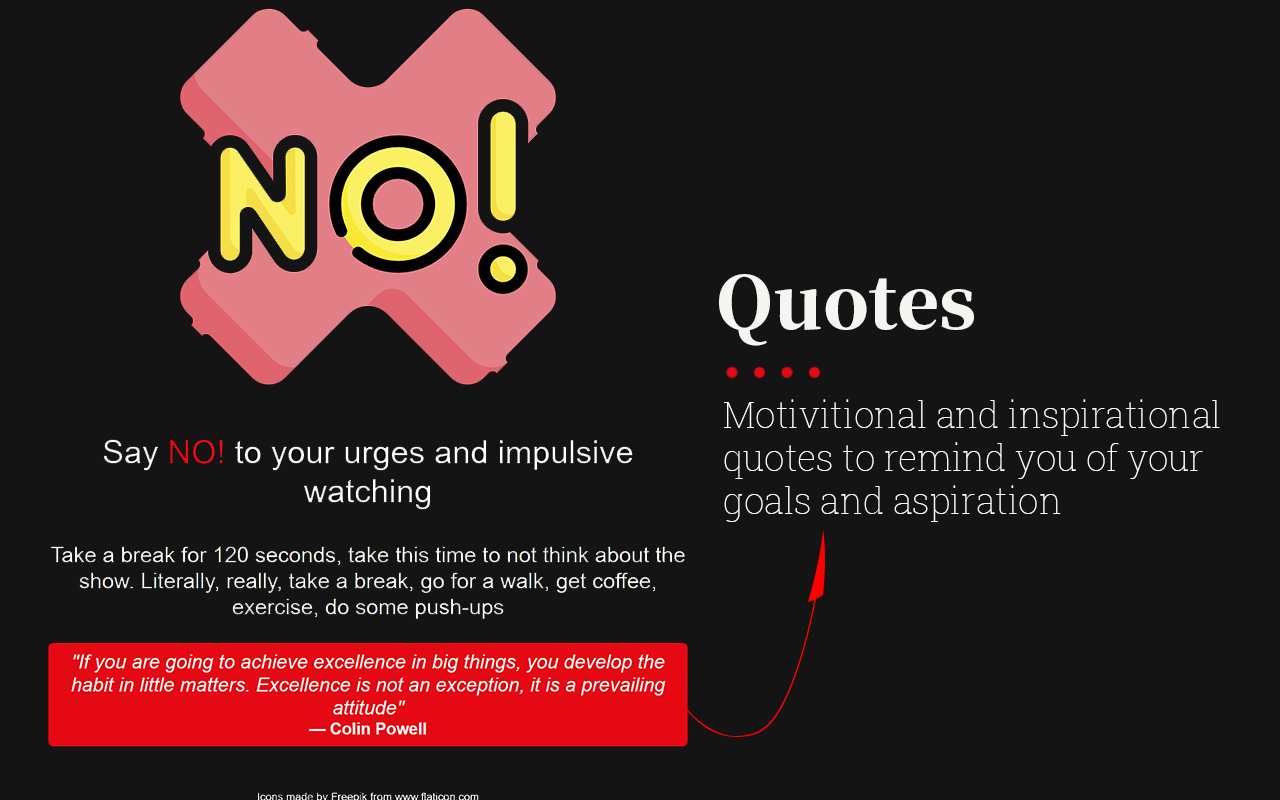 NO!
Say NO! to your urges and impulsive
watching
Take a break for 120 seconds, take this time to not think about the
show. Literally, really, take a break, go for a walk, get coffee,
exercise, do some push-ups
"If you are going to achieve excellence in big things, you develop the
habit in little matters. Excellence is not an exception, it is a prevailing
attitude"
— Colin Powell
Icons made by Freepik from www.flaticon.com
Quotes
Motivitional and inspirational
quotes to remind you of your
goals and aspiration